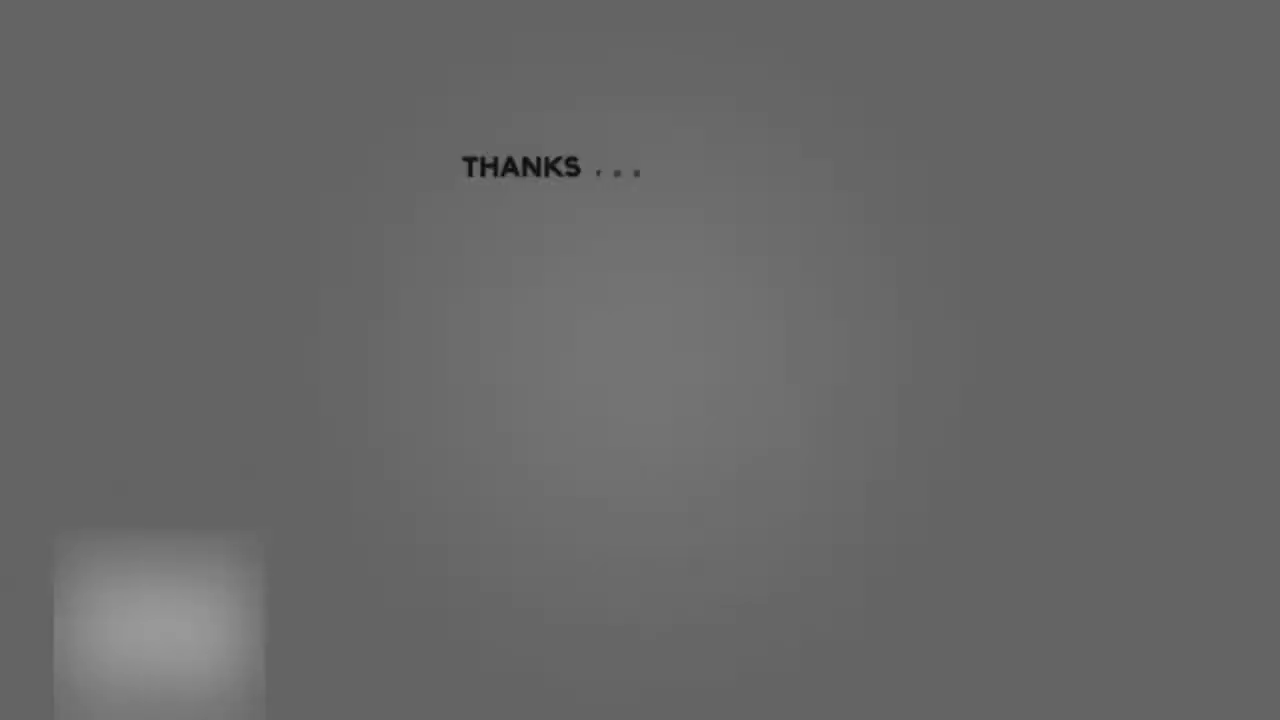 THANKS . . .